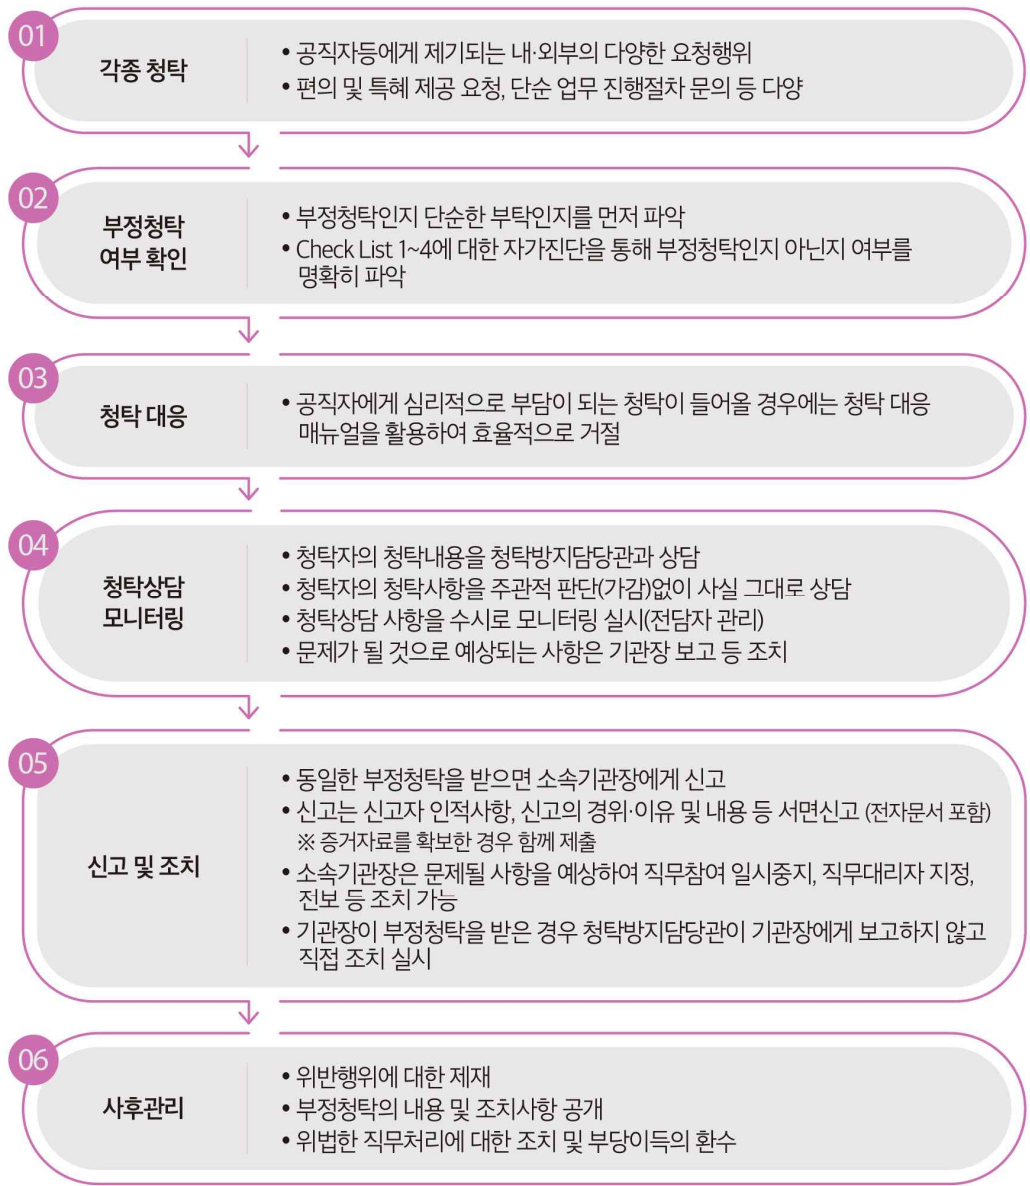 01
각종 청탁
• 공직자등에게 제기되는 내·외부의 다양한 요청행위
• 편의 및 특혜 제공 요청, 단순 업무 진행절차 문의 등 다양
02
부정청탁
여부 확인
• 부정청탁인지 단순한 부탁인지를 먼저 파악
• Check List 1~4에 대한 자가진단을 통해 부정청탁인지 아닌지 여부를
명확히 파악
03
청탁 대응
• 공직자에게 심리적으로 부담이 되는 청탁이 들어올 경우에는 청탁 대응
매뉴얼을 활용하여 효율적으로 거절
04
청탁상담
모니터링
• 청탁자의 청탁내용을 청탁방지담당관과 상담
• 청탁자의 청탁사항을 주관적 판단(가감)없이 사실 그대로 상담
• 청탁상담 사항을 수시로 모니터링 실시(전담자 관리)
• 문제가 될 것으로 예상되는 사항은 기관장 보고 등 조치
05
신고 및 조치
• 동일한 부정청탁을 받으면 소속기관장에게 신고
• 신고는 신고자 인적사항, 신고의 경위·이유 및 내용 등 서면신고 (전자문서 포함)
※ 증거자료를 확보한 경우 함께 제출
• 소속기관장은 문제될 사항을 예상하여 직무참여 일시중지, 직무대리자 지정,
전보 등 조치 가능
• 기관장이 부정청탁을 받은 경우 청탁방지담당관이 기관장에게 보고하지 않고
직접 조치 실시
06
사후관리
• 위반행위에 대한 제재
• 부정청탁의 내용 및 조치사항 공개
• 위법한 직무처리에 대한 조치 및 부당이득의 환수